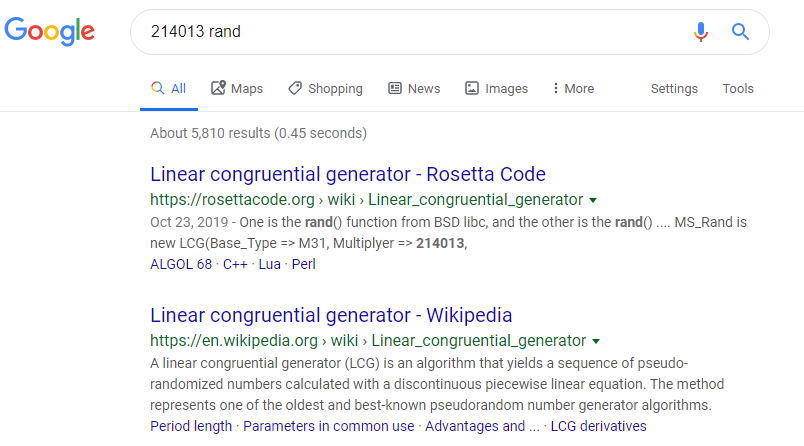 Google
214013 rand
All Maps Shopping News Images More Settings Tools
About 5,810 results (0.45 seconds)
Linear congruential generator - Rosetta Code
https://rosettacode.org › wiki › Linear_congruential_generator
Oct 23, 2019 - One is the rand() function from BSD libc, and the other is the rand() .... MS_Rand is
new LCG(Base_Type => M31, Multiplyer => 214013,
ALGOL 68 · C++ · Lua · Perl
Linear congruential generator - Wikipedia
https://en.wikipedia.org › wiki › Linear_congruential_generator
A linear congruential generator (LCG) is an algorithm that yields a sequence of pseudo-
randomized numbers calculated with a discontinuous piecewise linear equation. The method
represents one of the oldest and best-known pseudorandom number generator algorithms.
Period length · Parameters in common use · Advantages and ... · LCG derivatives